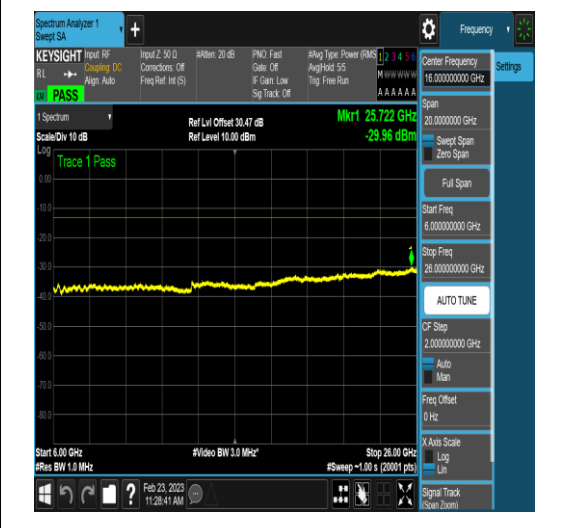 Spectrum Analyzer 1
Swept SA
Frequency
KEYSIGHT
RL
PASS
Input: RF
Coupling: DC
Align: Auto
Input Z: 50 Ω
Corrections: Off
Freq Ref: Int (S)
#Atten: 20 dB
PNO: Fast
Gate: Off
IF Gain: Low
Sig Track: Off
#Avg Type: Power (RMS
Avg|Hold: 5/5
Trig: Free Run
1 2 3 4 5 6
M W W W W W
A A A A A A
1 Spectrum
Scale/Div 10 dB
Ref Lvl Offset 30.47 dB
Ref Level 10.00 dBm
Mkr1 25.722 GHz
-29.96 dBm
Log
Trace 1 Pass
0.00
-10.0
-20.0
-30.0
-40.0
-50.0
-60.0
-70.0
-80.0
1
Start 6.00 GHz
#Res BW 1.0 MHz
#Video BW 3.0 MHz*
Stop 26.00 GHz
#Sweep ~1.00 s (20001 pts)
Feb 23, 2023
11:28:41 AM
?
Center Frequency
16.000000000 GHz
Settings
Span
20.0000000 GHz
Swept Span
Zero Span
Full Span
Start Freq
6.000000000 GHz
Stop Freq
26.000000000 GHz
AUTO TUNE
CF Step
2.000000000 GHz
Auto
Man
Freq Offset
0 Hz
X Axis Scale
Log
Lin
Signal Track
(Span Zoom)